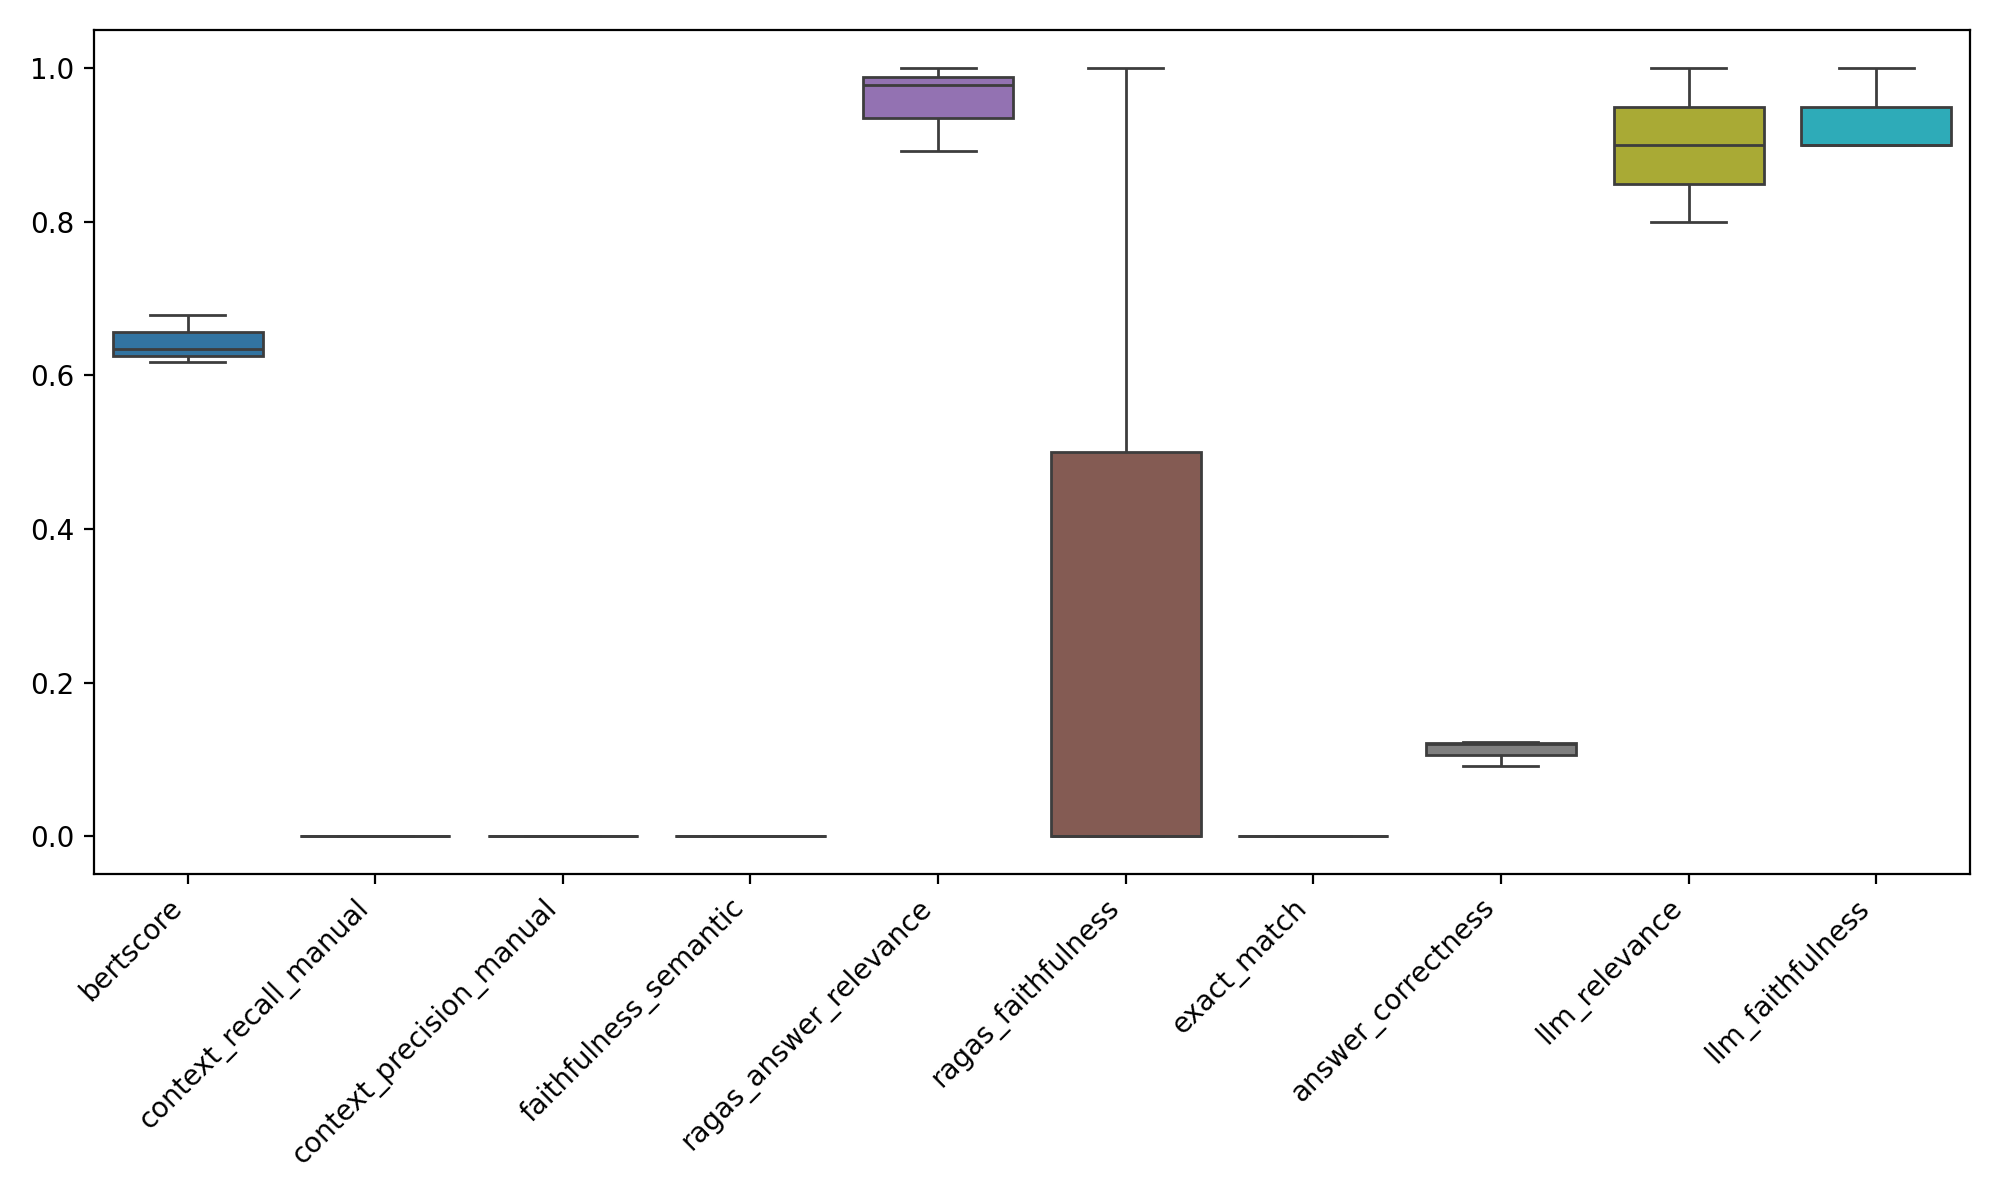 1.0
0.8
0.6
0.4
0.2
0.0
bertscore
context_recall_manual
context_precision_manual
faithfulness_semantic
ragas_answer_relevance
ragas_faithfulness
exact_match
answer_correctness
llm_relevance
llm_faithfulness